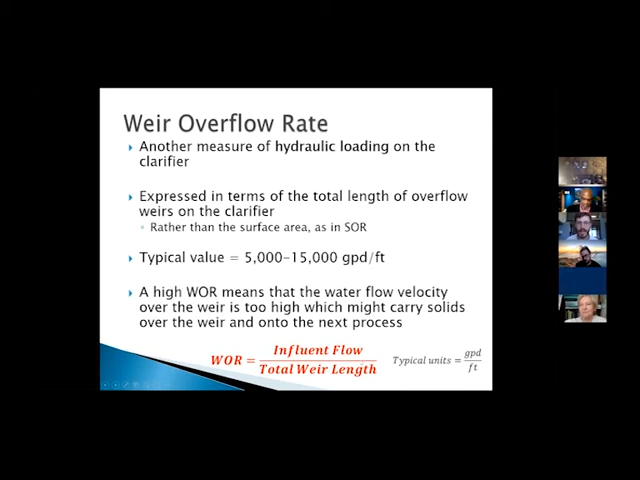 Weir Overflow Rate
Another measure of hydraulic loading on the
clarifier
Expressed in terms of the total length of overflow
weirs on the clarifier
Rather than the surface area, as in SOR
Typical value = 5,000-15,000 gpd/ft
A high WOR means that the water flow velocity
over the weir is too high which might carry solids
over the weir and onto the next process
WOR = Influent Flow / Total Weir Length
Typical units = gpd / ft